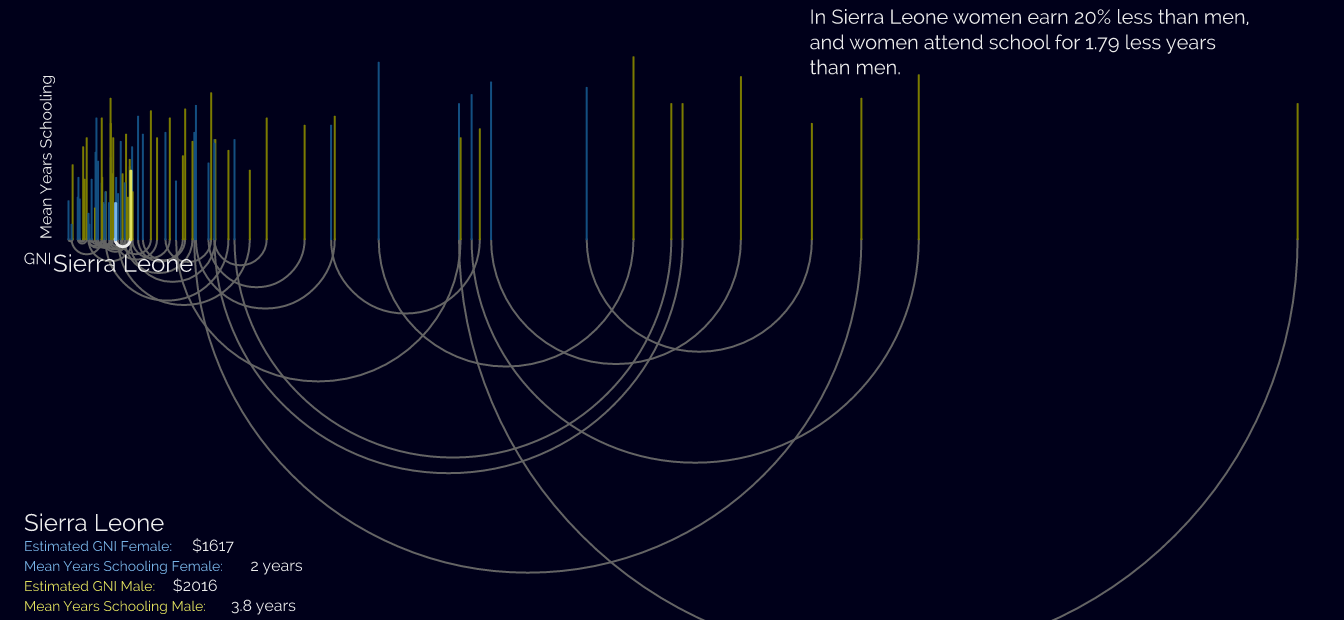 In Sierra Leone women earn 20% less than men,
and women attend school for 1.79 less years
than men.
Mean Years Schooling
GNI
Sierra Leone
Sierra Leone
Estimated GNI Female: $1617
Mean Years Schooling Female: 2 years
Estimated GNI Male: $2016
Mean Years Schooling Male: 3.8 years